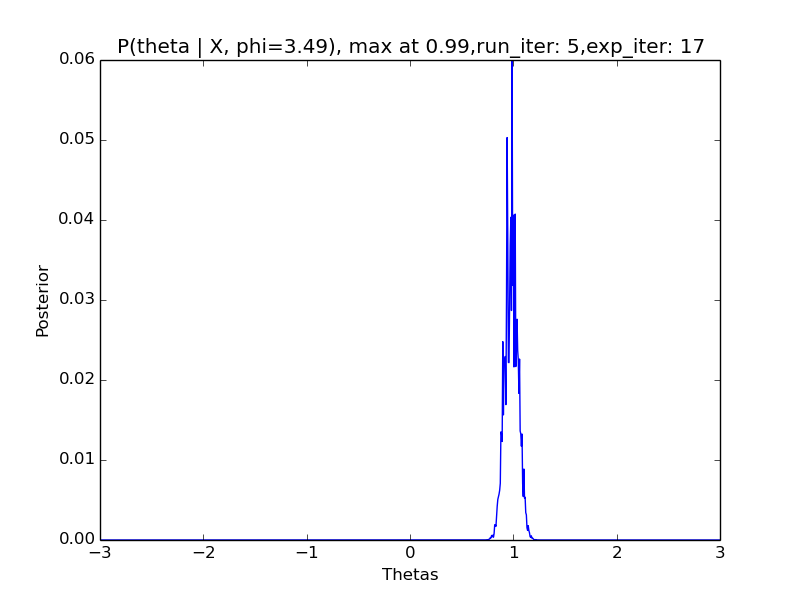 P(theta | X, phi=3.49), max at 0.99,run_iter: 5,exp_iter: 17
0.06
0.05
0.04
0.03
0.02
0.01
0.00
Posterior
−3 −2 −1 0 1 2 3
Thetas